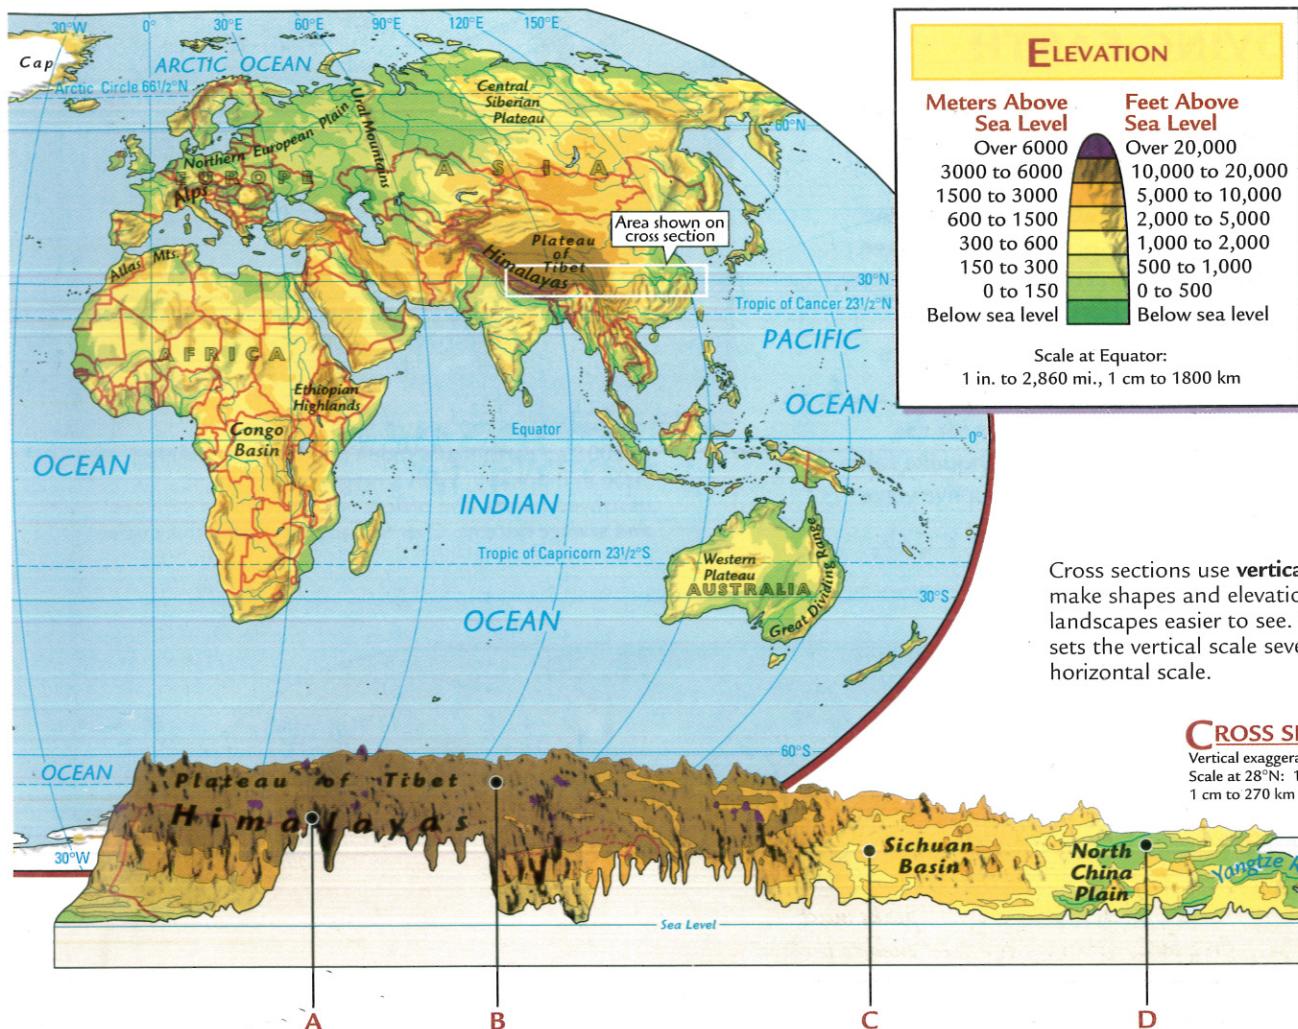 30°W 0° 30°E 60°E 90°E 120°E 150°E
Cap
ARCTIC OCEAN
Arctic Circle 66½°N
Central
Siberian
Plateau
60°N
Northern European Plain
Ural Mountains
EUROPE
ASIA
Alps
Area shown on
cross section
Plateau
of
Tibet
Himalayas
Atlas Mts.
30°N
Tropic of Cancer 23½°N
PACIFIC
OCEAN
AFRICA
Ethiopian
Highlands
Congo
Basin
Equator
0°
OCEAN
INDIAN
OCEAN
Tropic of Capricorn 23½°S
Western
Plateau
AUSTRALIA
Great Dividing Range
30°S
60°S
OCEAN
30°W
ELEVATION
Meters Above Feet Above
Sea Level Sea Level
Over 6000 Over 20,000
3000 to 6000 10,000 to 20,000
1500 to 3000 5,000 to 10,000
600 to 1500 2,000 to 5,000
300 to 600 1,000 to 2,000
150 to 300 500 to 1,000
0 to 150 0 to 500
Below sea level Below sea level
Scale at Equator:
1 in. to 2,860 mi., 1 cm to 1800 km
Cross sections use vertica
make shapes and elevatio
landscapes easier to see.
sets the vertical scale seve
horizontal scale.
CROSS SE
Vertical exaggera
Scale at 28°N: 1
1 cm to 270 km
Plateau of Tibet
Himalayas
Sichuan
Basin
North
China
Plain
Yangtze
Sea Level
A B C D